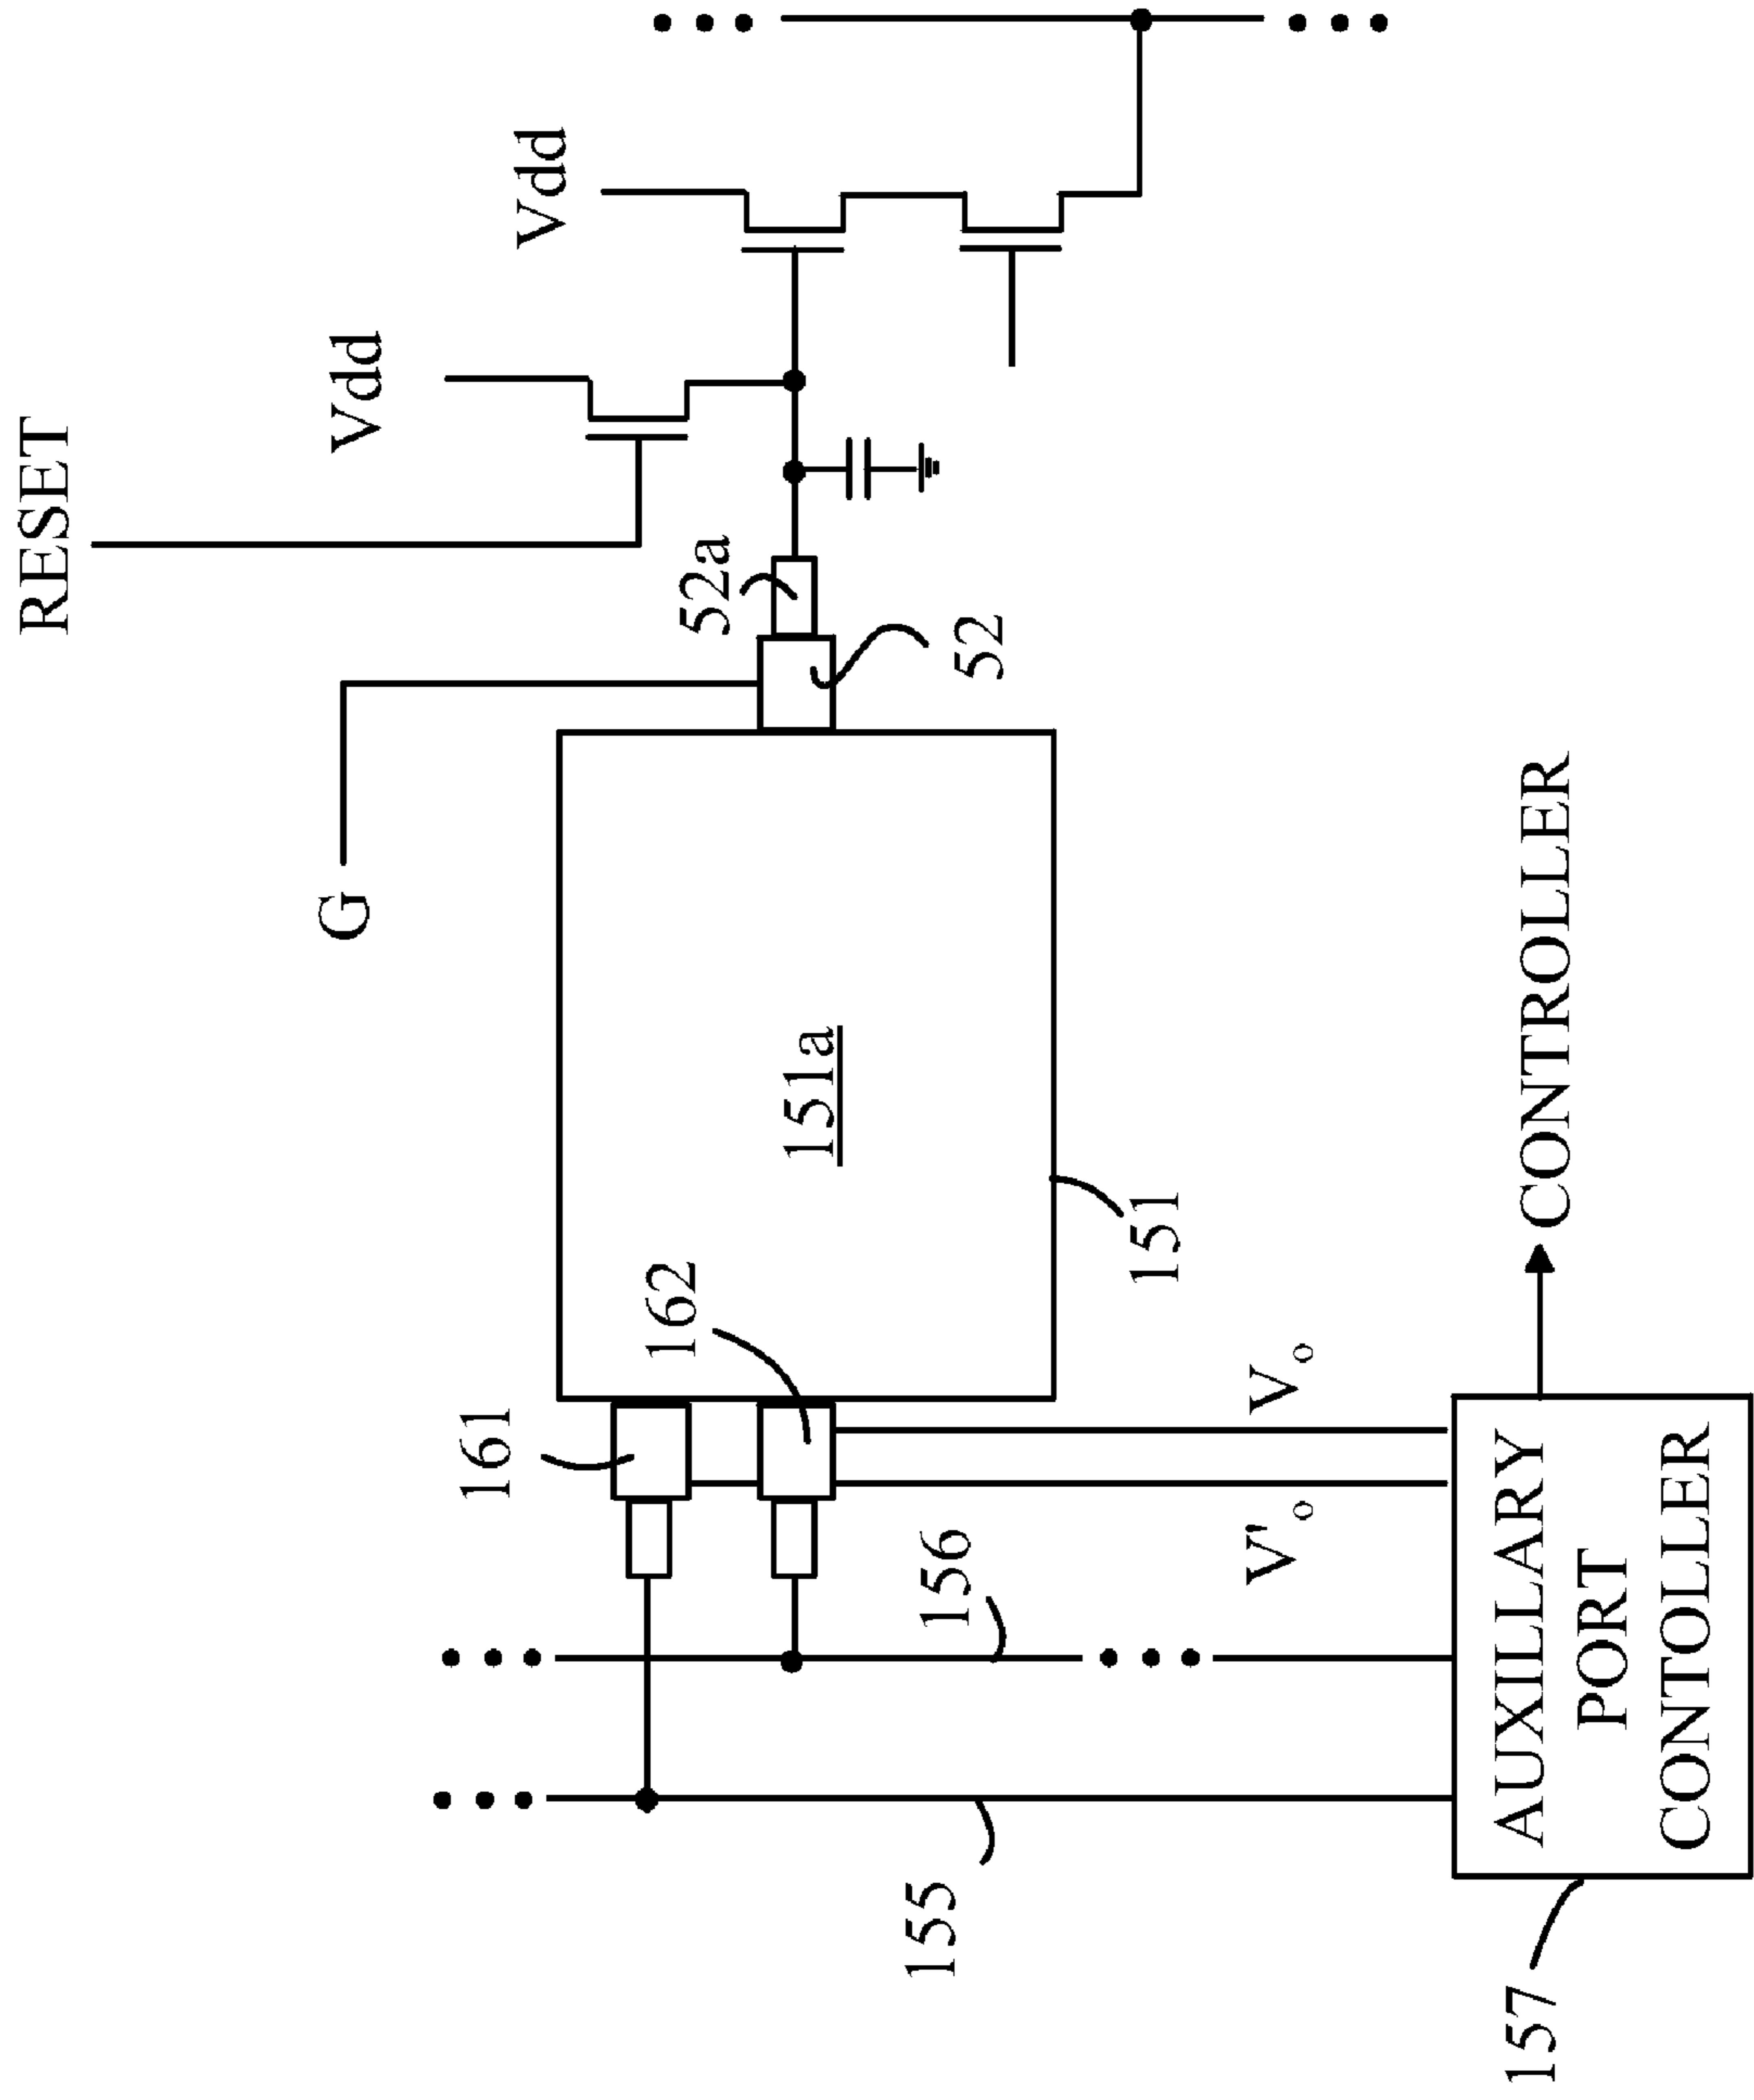 RESET
Vdd
Vdd
G
52a
52
151a
161
162
151
Vo
V'o
156
155
CONTROLLER
AUXILLARY
PORT
CONTOLLER
157